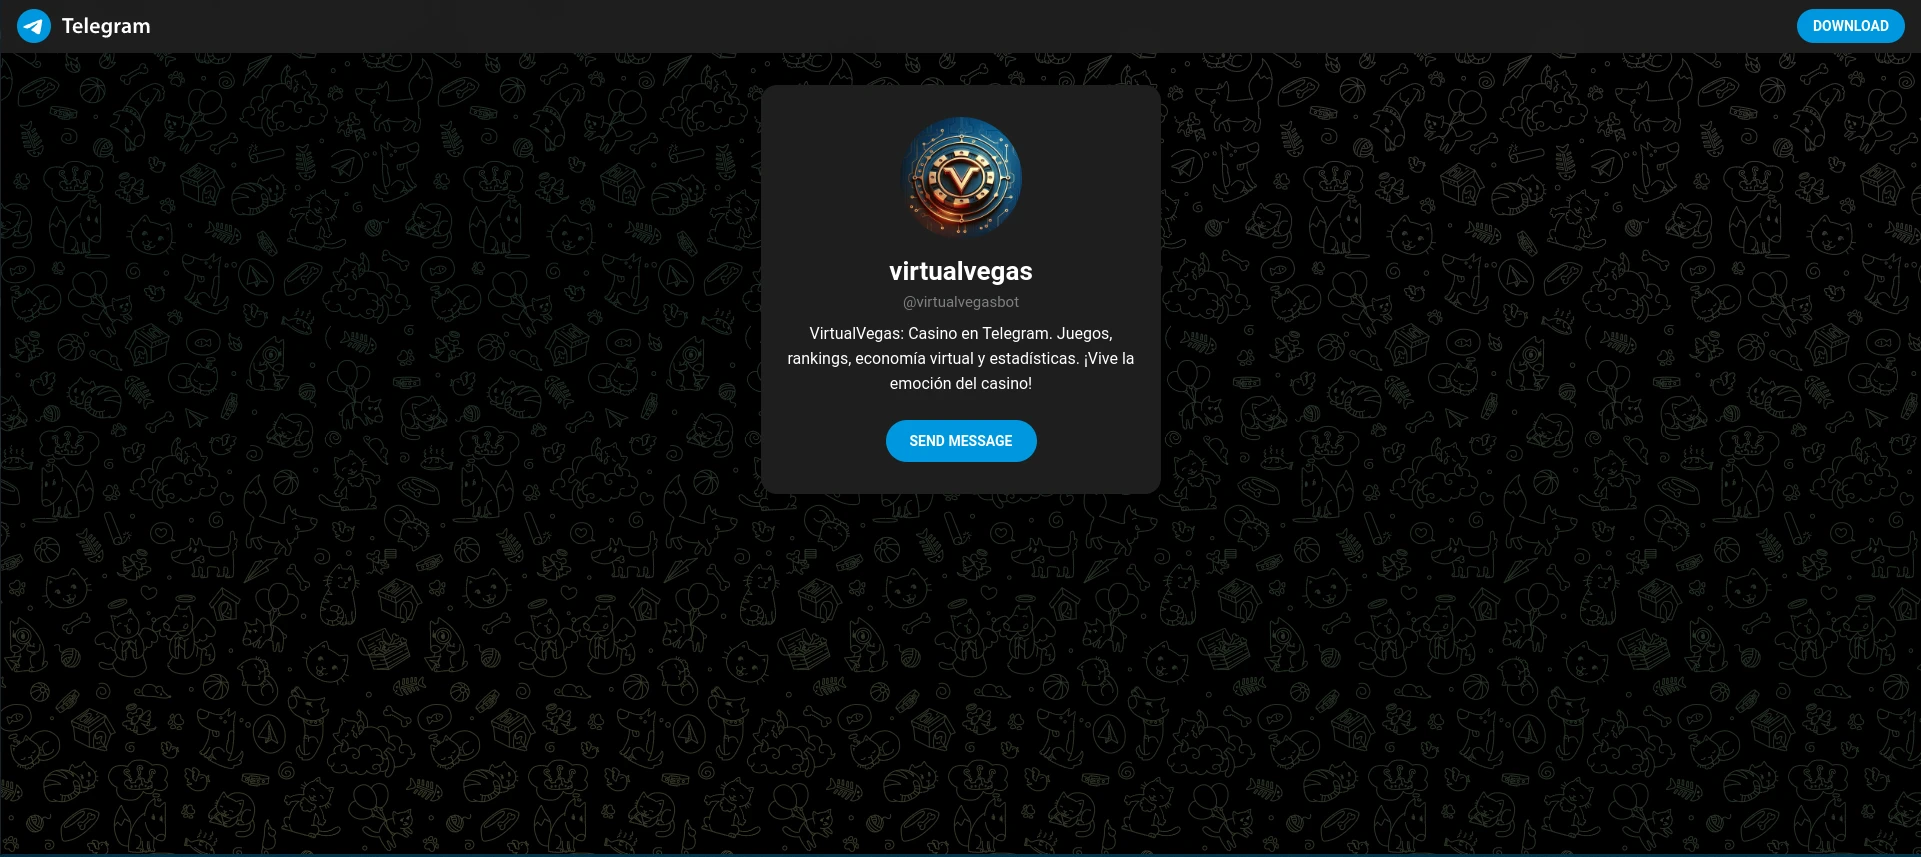 Telegram
DOWNLOAD
V
virtualvegas
@virtualvegasbot
VirtualVegas: Casino en Telegram. Juegos,
rankings, economía virtual y estadísticas. ¡Vive la
emoción del casino!
SEND MESSAGE